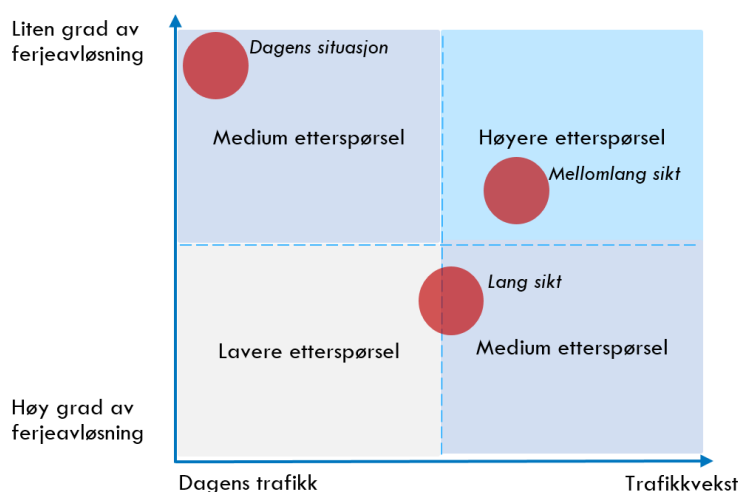 Liten grad av
ferjeavløsning
Dagens situasjon
Medium etterspørsel
Høyere etterspørsel
Mellomlang sikt
Lang sikt
Lavere etterspørsel
Medium etterspørsel
Høy grad av
ferjeavløsning
Dagens trafikk
Trafikkvekst